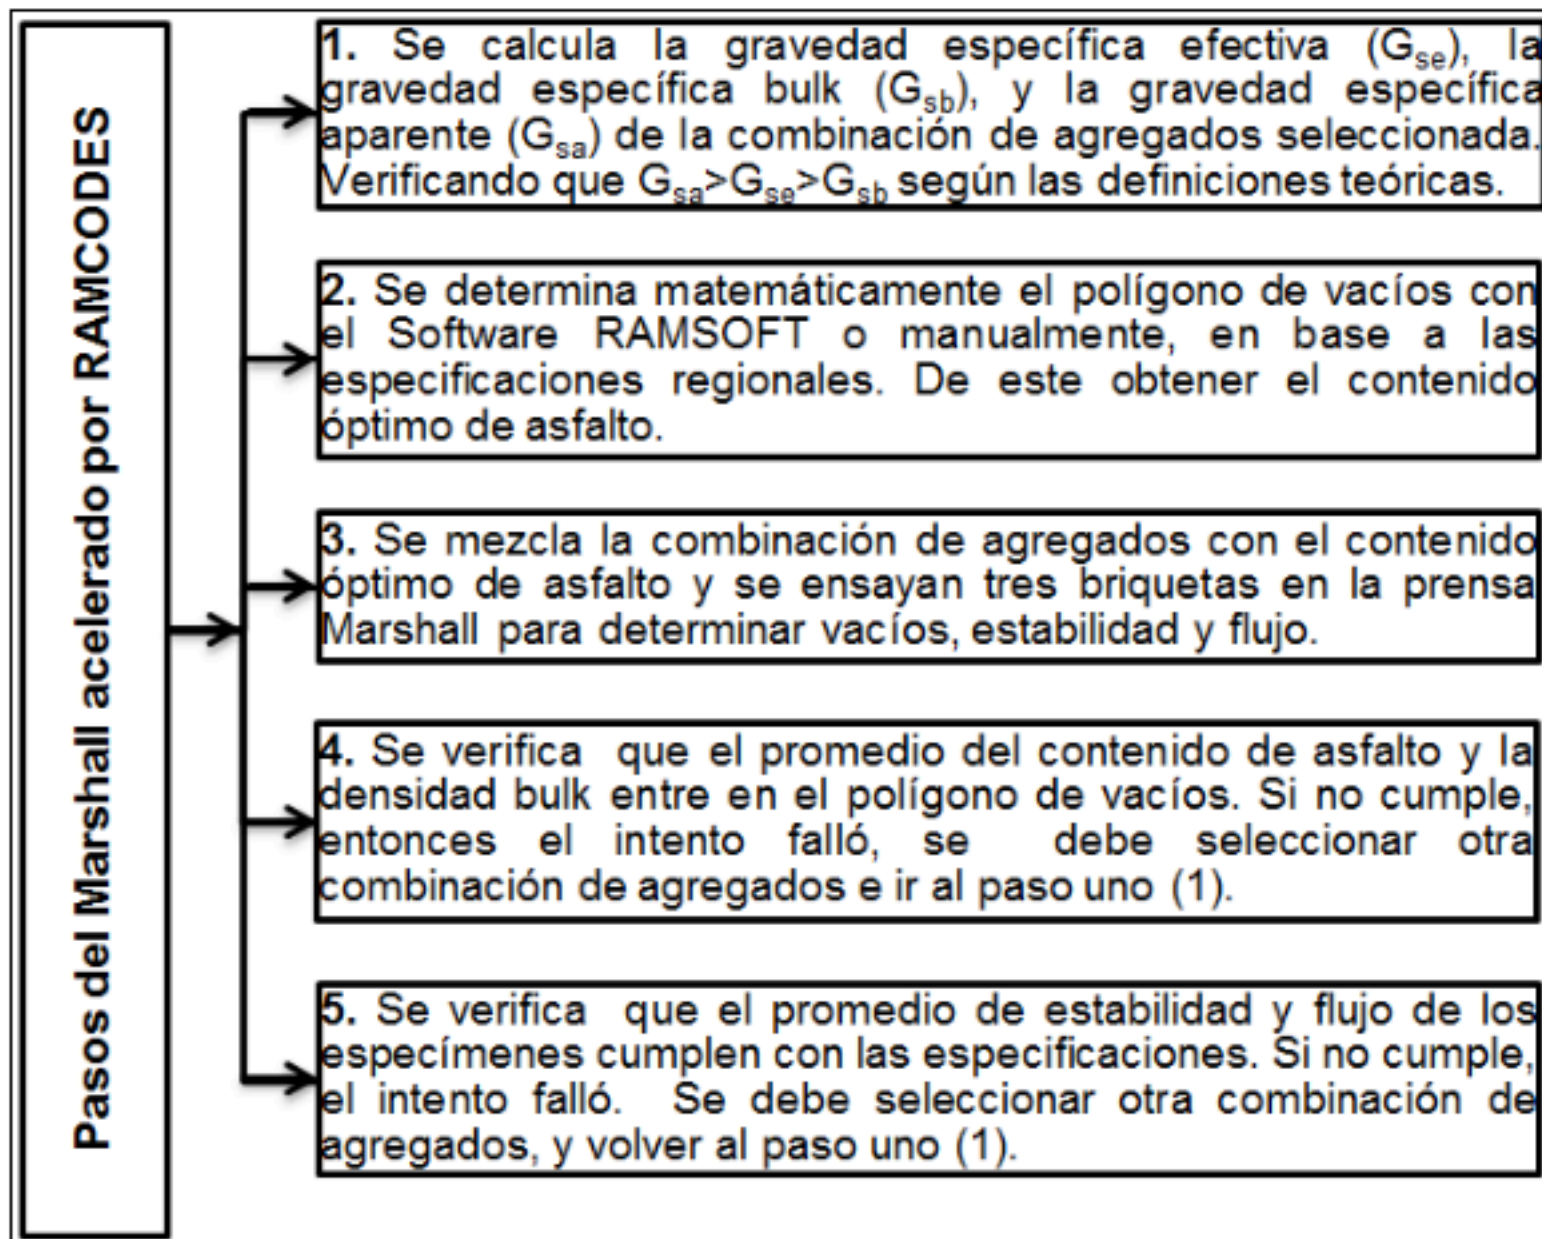 Pasos del Marshall acelerado por RAMCODES
1. Se calcula la gravedad específica efectiva (Gse), la
gravedad específica bulk (Gsb), y la gravedad específica
aparente (Gsa) de la combinación de agregados seleccionada.
Verificando que Gsa>Gse>Gsb según las definiciones teóricas.
2. Se determina matemáticamente el polígono de vacíos con
el Software RAMSOFT o manualmente, en base a las
especificaciones regionales. De este obtener el contenido
óptimo de asfalto.
3. Se mezcla la combinación de agregados con el contenido
óptimo de asfalto y se ensayan tres briquetas en la prensa
Marshall para determinar vacíos, estabilidad y flujo.
4. Se verifica que el promedio del contenido de asfalto y la
densidad bulk entre en el polígono de vacíos. Si no cumple,
entonces el intento falló, se debe seleccionar otra
combinación de agregados e ir al paso uno (1).
5. Se verifica que el promedio de estabilidad y flujo de los
especímenes cumplen con las especificaciones. Si no cumple,
el intento falló. Se debe seleccionar otra combinación de
agregados, y volver al paso uno (1).